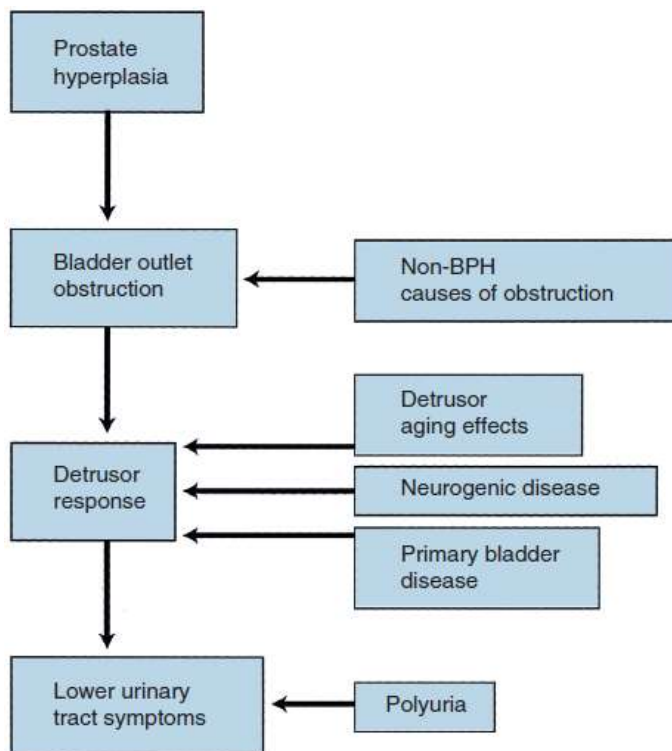 Prostate
hyperplasia
Bladder outlet
obstruction
Non-BPH
causes of obstruction
Detrusor
aging effects
Detrusor
response
Neurogenic disease
Primary bladder
disease
Lower urinary
tract symptoms
Polyuria